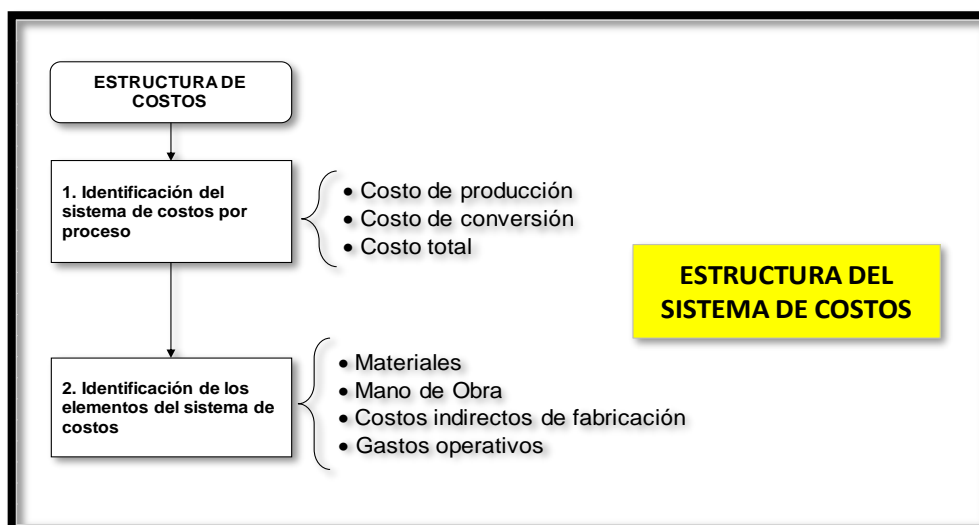 ESTRUCTURA DE
COSTOS
1. Identificación del
sistema de costos por
proceso
• Costo de producción
• Costo de conversión
• Costo total
ESTRUCTURA DEL
SISTEMA DE COSTOS
2. Identificación de los
elementos del sistema de
costos
• Materiales
• Mano de Obra
• Costos indirectos de fabricación
• Gastos operativos